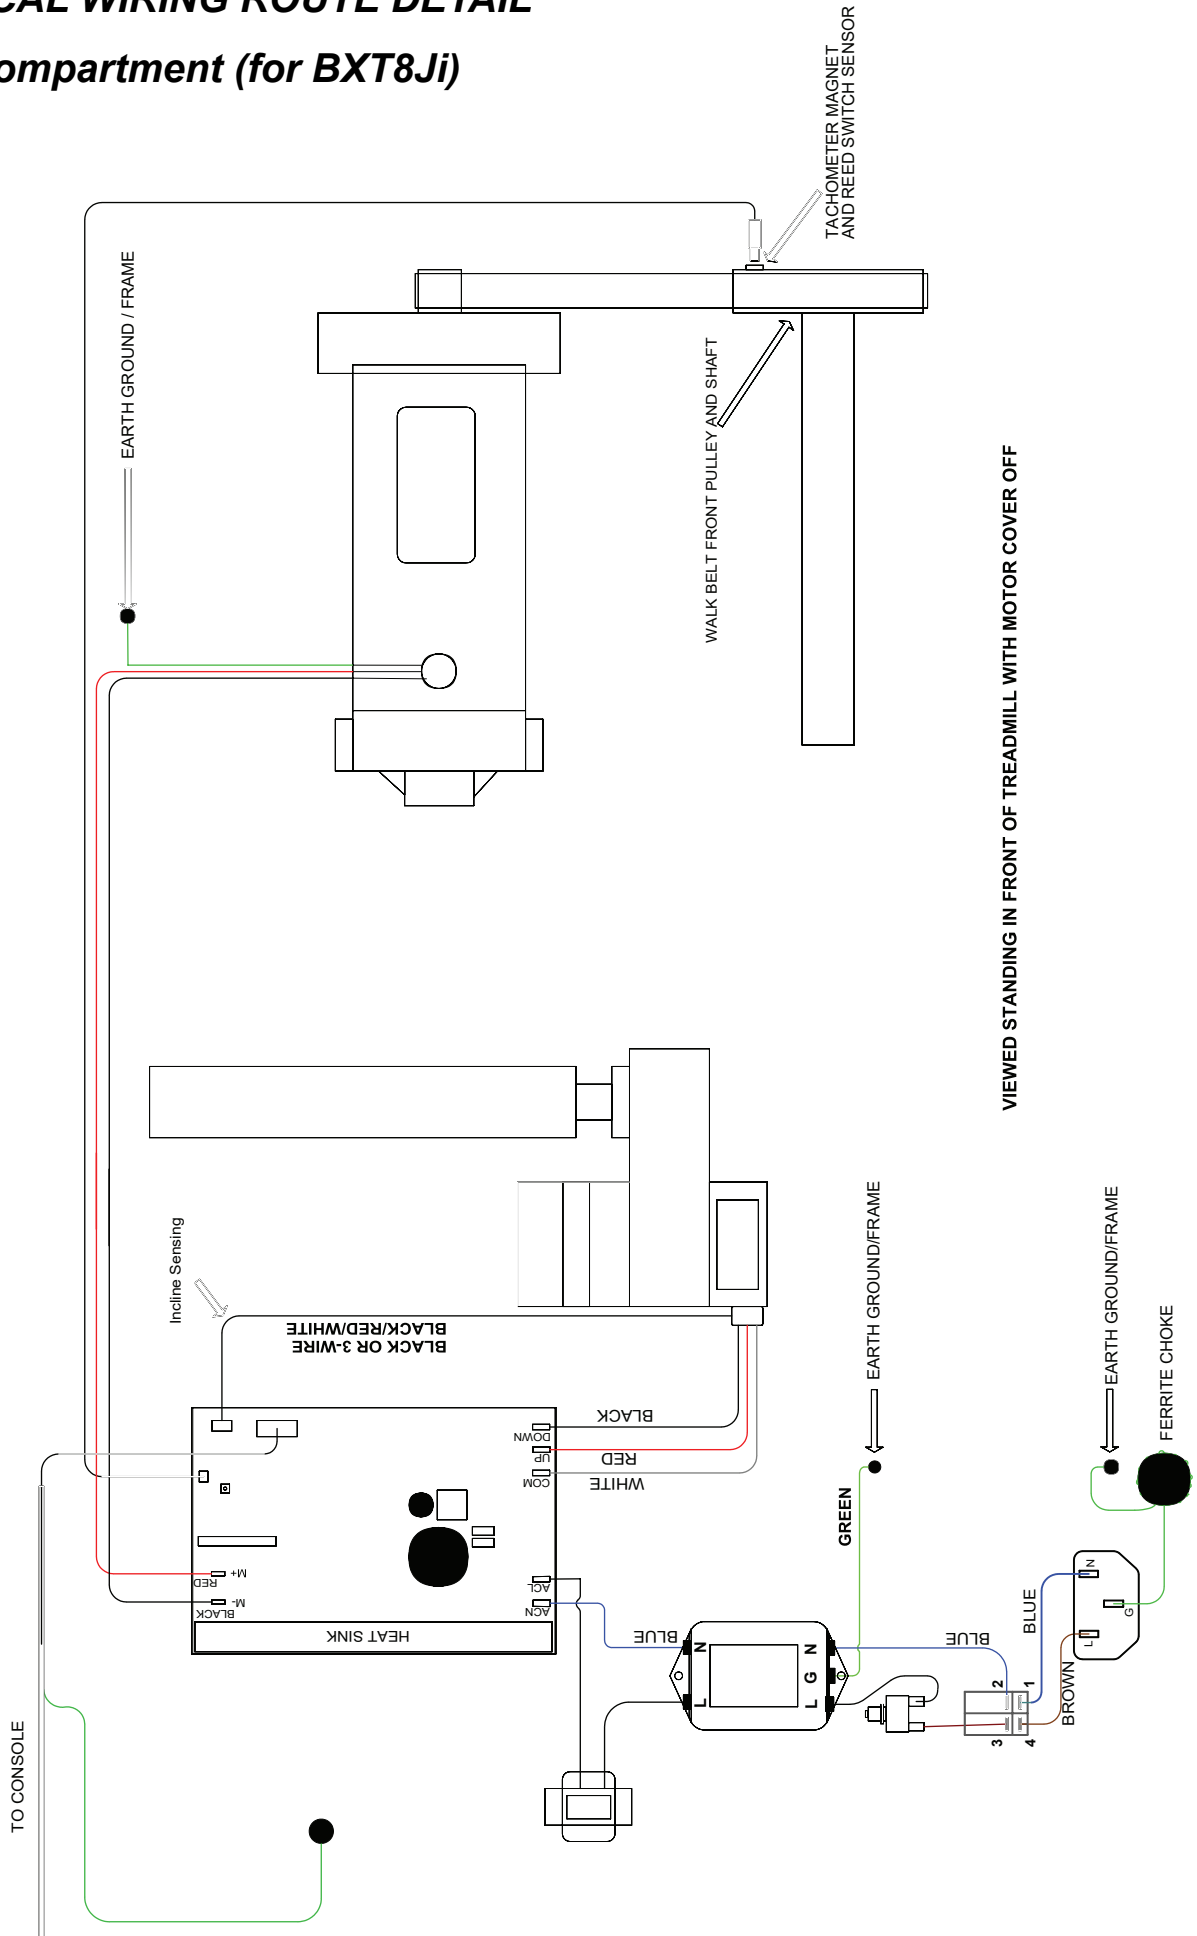 CAL WIRING ROUTE DETAIL
ompartment (for BXT8Ji)
TACHOMETER MAGNET
AND REED SWITCH SENSOR
EARTH GROUND / FRAME
WALK BELT FRONT PULLEY AND SHAFT
VIEWED STANDING IN FRONT OF TREADMILL WITH MOTOR COVER OFF
Incline Sensing
BLACK OR 3-WIRE
BLACK/RED/WHITE
BLACK
RED
WHITE
DOWN
UP
COM
ACL
ACN
M+
RED
M-
BLACK
HEAT SINK
BLUE
N
L
N
G
L
GREEN
EARTH GROUND/FRAME
EARTH GROUND/FRAME
FERRITE CHOKE
BLUE
BLUE
BROWN
2
1
3
4
N
G
L
TO CONSOLE